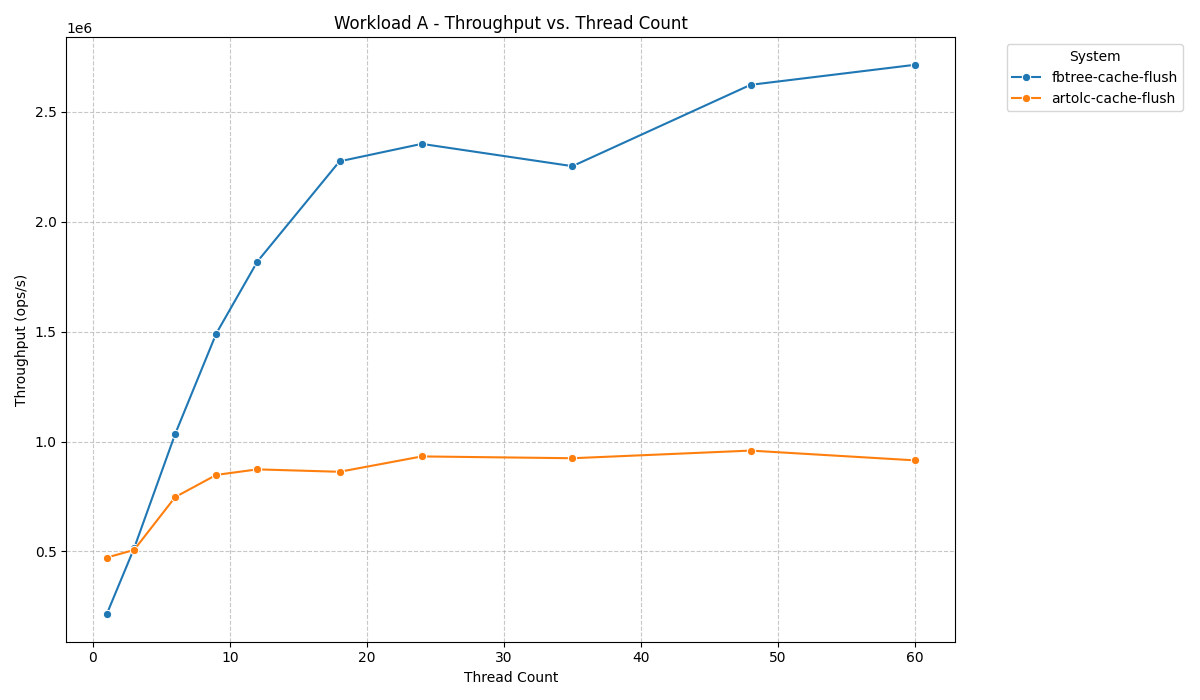 Workload A - Throughput vs. Thread Count
1e6
System
fbtree-cache-flush
artolc-cache-flush
2.5
2.0
1.5
1.0
0.5
Throughput (ops/s)
0 10 20 30 40 50 60
Thread Count